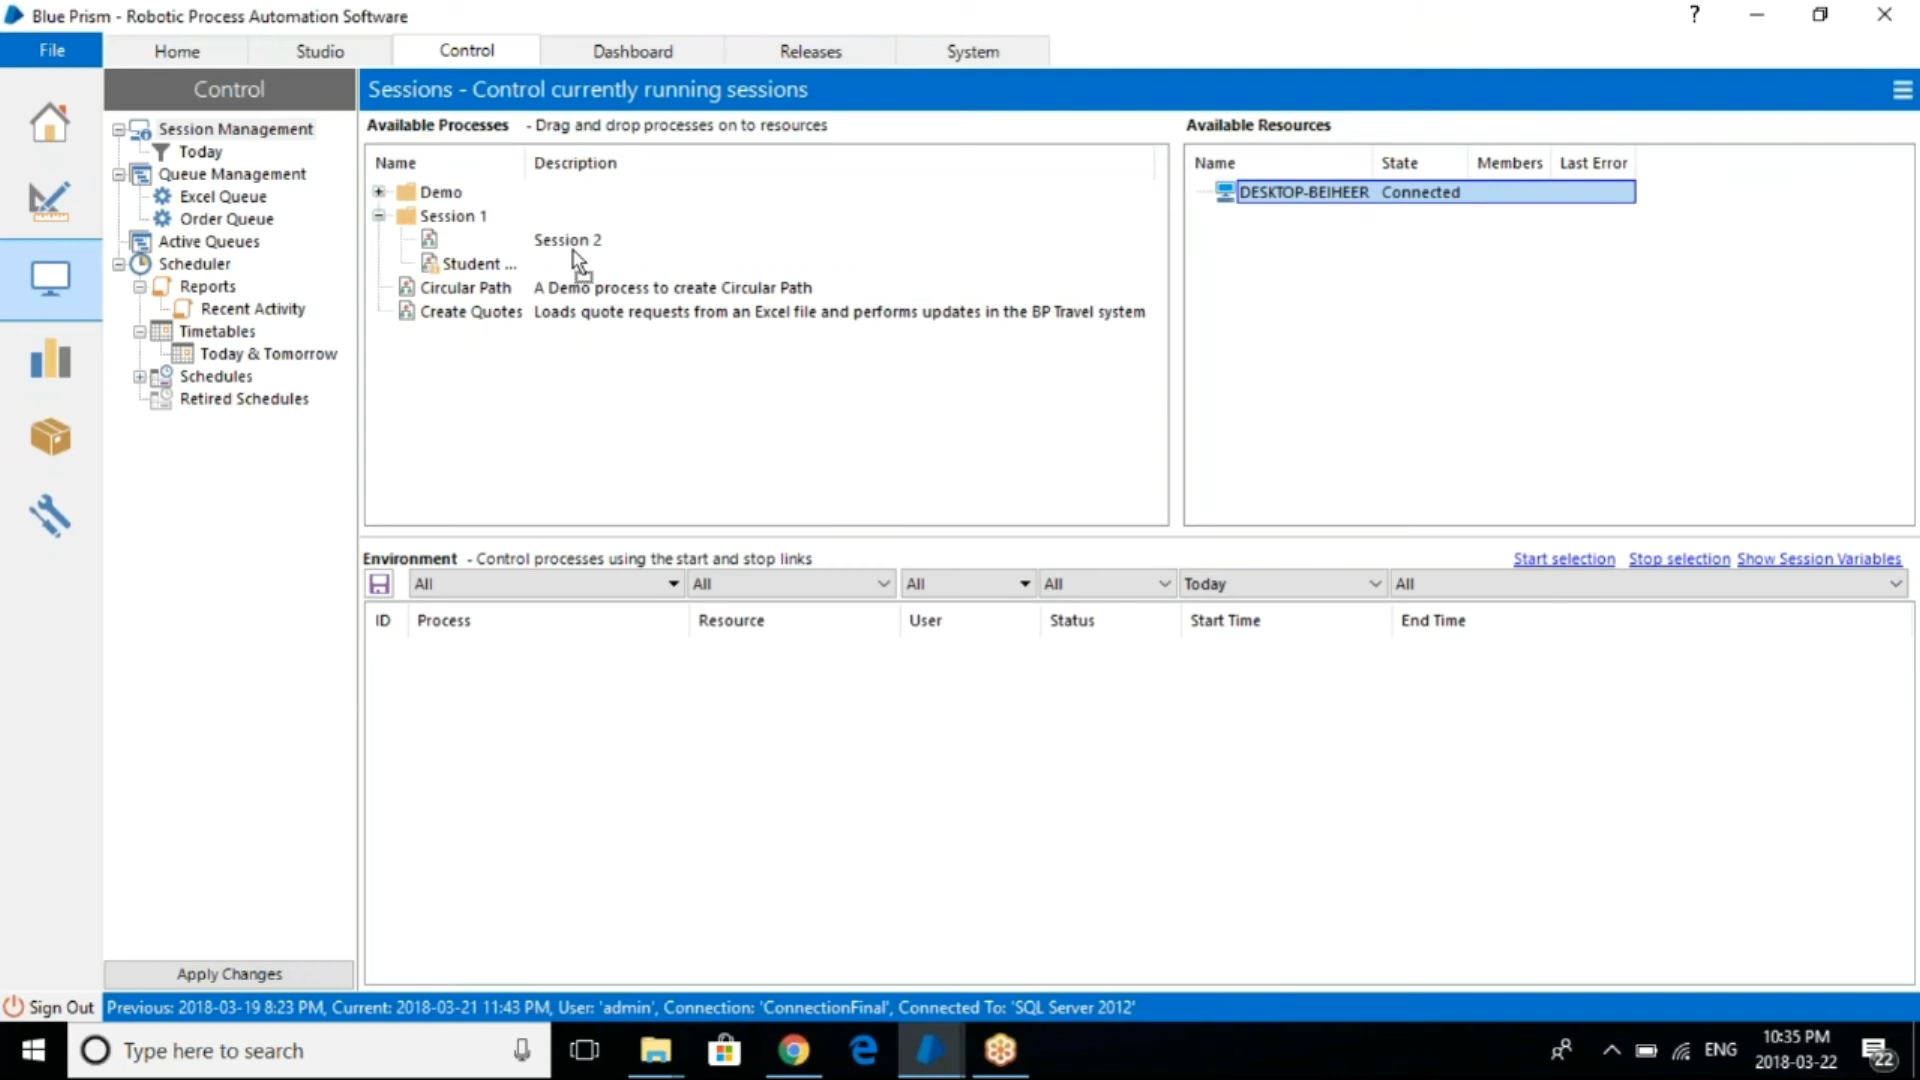 Blue Prism - Robotic Process Automation Software
?
File Home Studio Control Dashboard Releases System
Control
Sessions - Control currently running sessions
Session Management
Today
Queue Management
Excel Queue
Order Queue
Active Queues
Scheduler
Reports
Recent Activity
Timetables
Today & Tomorrow
Schedules
Retired Schedules
Apply Changes
Available Processes - Drag and drop processes on to resources
Name Description
Demo
Session 1
Session 2
Student ...
Circular Path A Demo process to create Circular Path
Create Quotes Loads quote requests from an Excel file and performs updates in the BP Travel system
Available Resources
Name State Members Last Error
DESKTOP-BEIHEER Connected
Environment - Control processes using the start and stop links
Start selection Stop selection Show Session Variables
All All All All Today All
ID Process Resource User Status Start Time End Time
Sign Out Previous: 2018-03-19 8:23 PM, Current: 2018-03-21 11:43 PM, User: 'admin', Connection: 'ConnectionFinal', Connected To: 'SQL Server 2012'
Type here to search
ENG
10:35 PM
2018-03-22
22